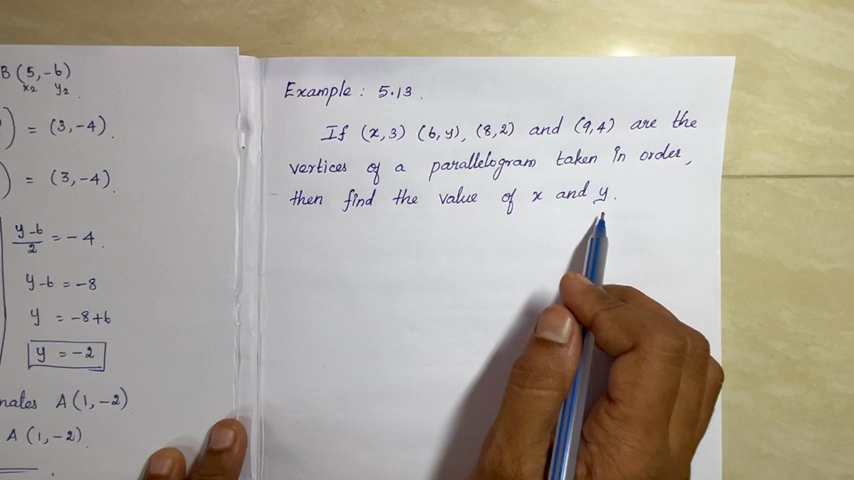 B (5, -6)
x2 y2
) = (3, -4).
) = (3, -4).
y-6/2 = -4.
y-6 = -8
y = -8+6
y = -2
nates A (1, -2)
A (1, -2)
Example : 5.13.
If (x, 3) (6, y), (8, 2) and (9, 4) are the
vertices of a parallelogram taken in order,
then find the value of x and y.